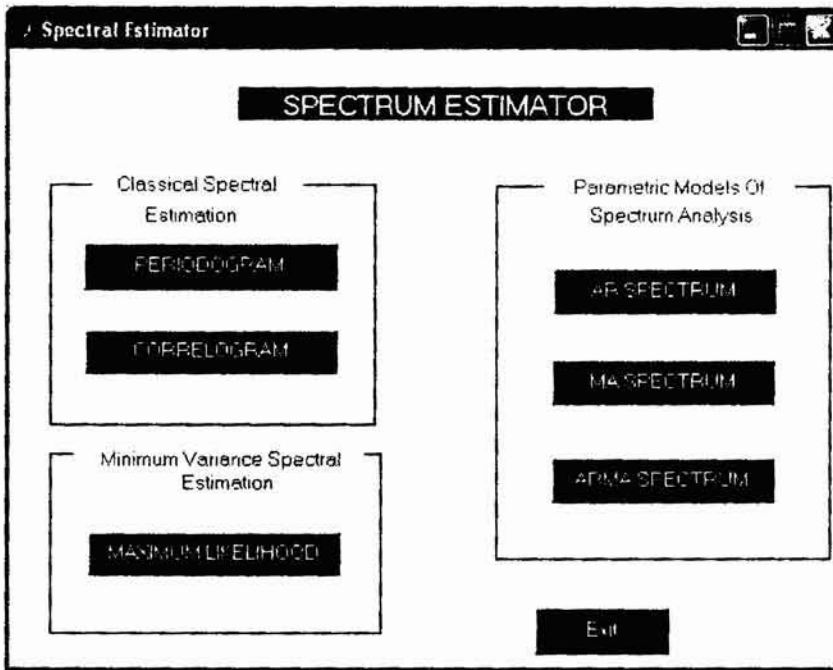 Spectral Estimator
SPECTRUM ESTIMATOR
Classical Spectral
Estimation
PERIODOGRAM
CORRELOGRAM
Minimum Variance Spectral
Estimation
MAXIMUM LIKELIHOOD
Parametric Models Of
Spectrum Analysis
AR SPECTRUM
MA SPECTRUM
ARMA SPECTRUM
Exit